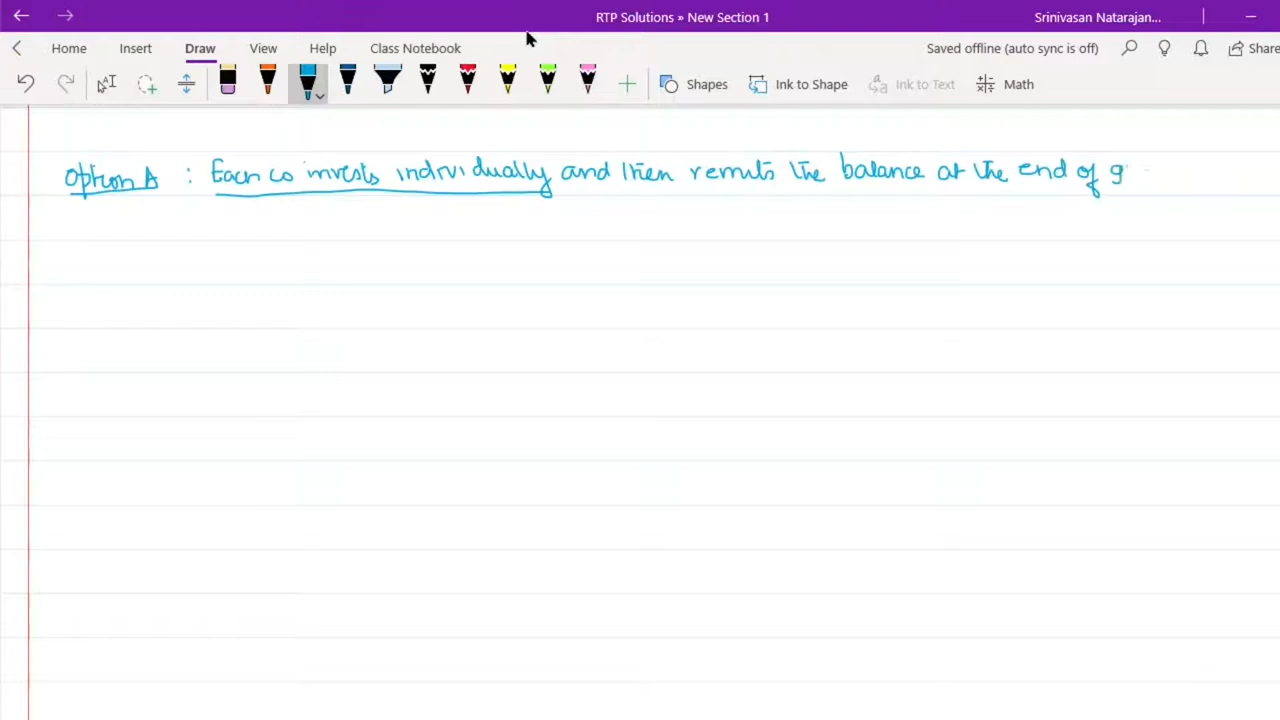 RTP Solutions » New Section 1
Srinivasan Natarajan...
Home Insert Draw View Help Class Notebook
Saved offline (auto sync is off)
Share
Shapes Ink to Shape Ink to Text Math
Option A : Each co invests individually and then remits the balance at the end of 9